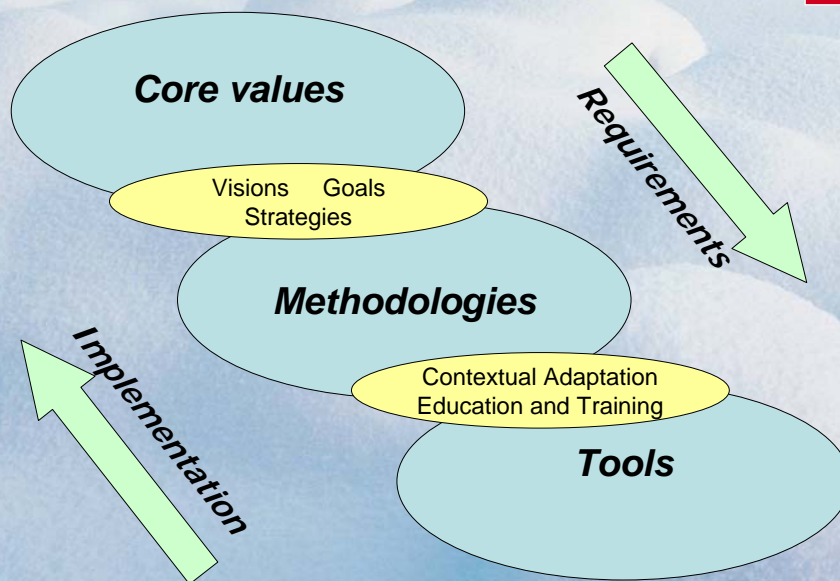 Core values
Requirements
Visions Goals
Strategies
Methodologies
Implementation
Contextual Adaptation
Education and Training
Tools